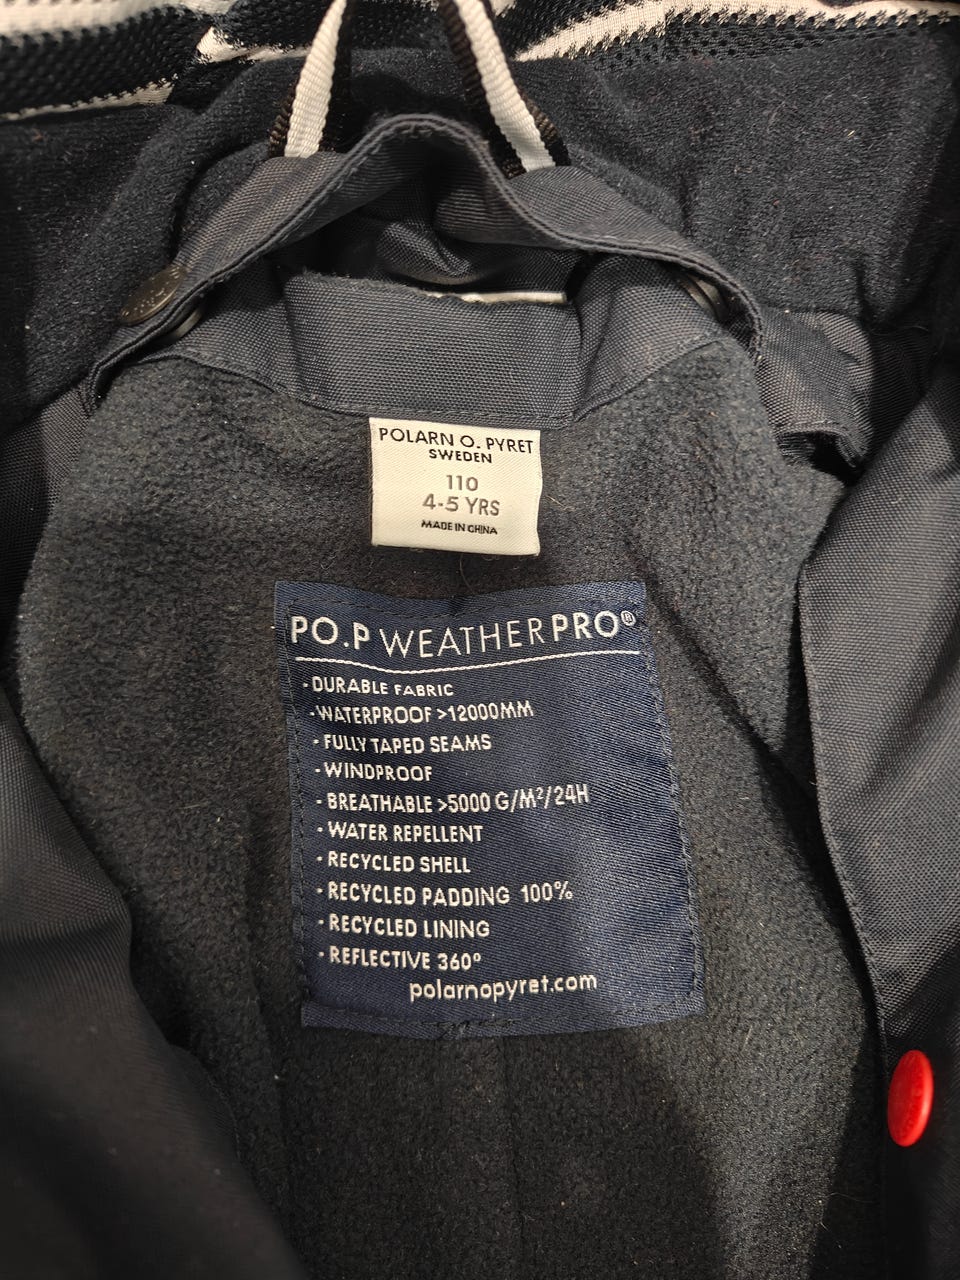 POLARN O. PYRET
SWEDEN
110
4-5 YRS
MADE IN CHINA
PO.P WEATHERPRO®
- DURABLE FABRIC
- WATERPROOF >12000MM
- FULLY TAPED SEAMS
- WINDPROOF
- BREATHABLE >5000 G/M²/24H
- WATER REPELLENT
- RECYCLED SHELL
- RECYCLED PADDING 100%
- RECYCLED LINING
- REFLECTIVE 360°
polarnopyret.com